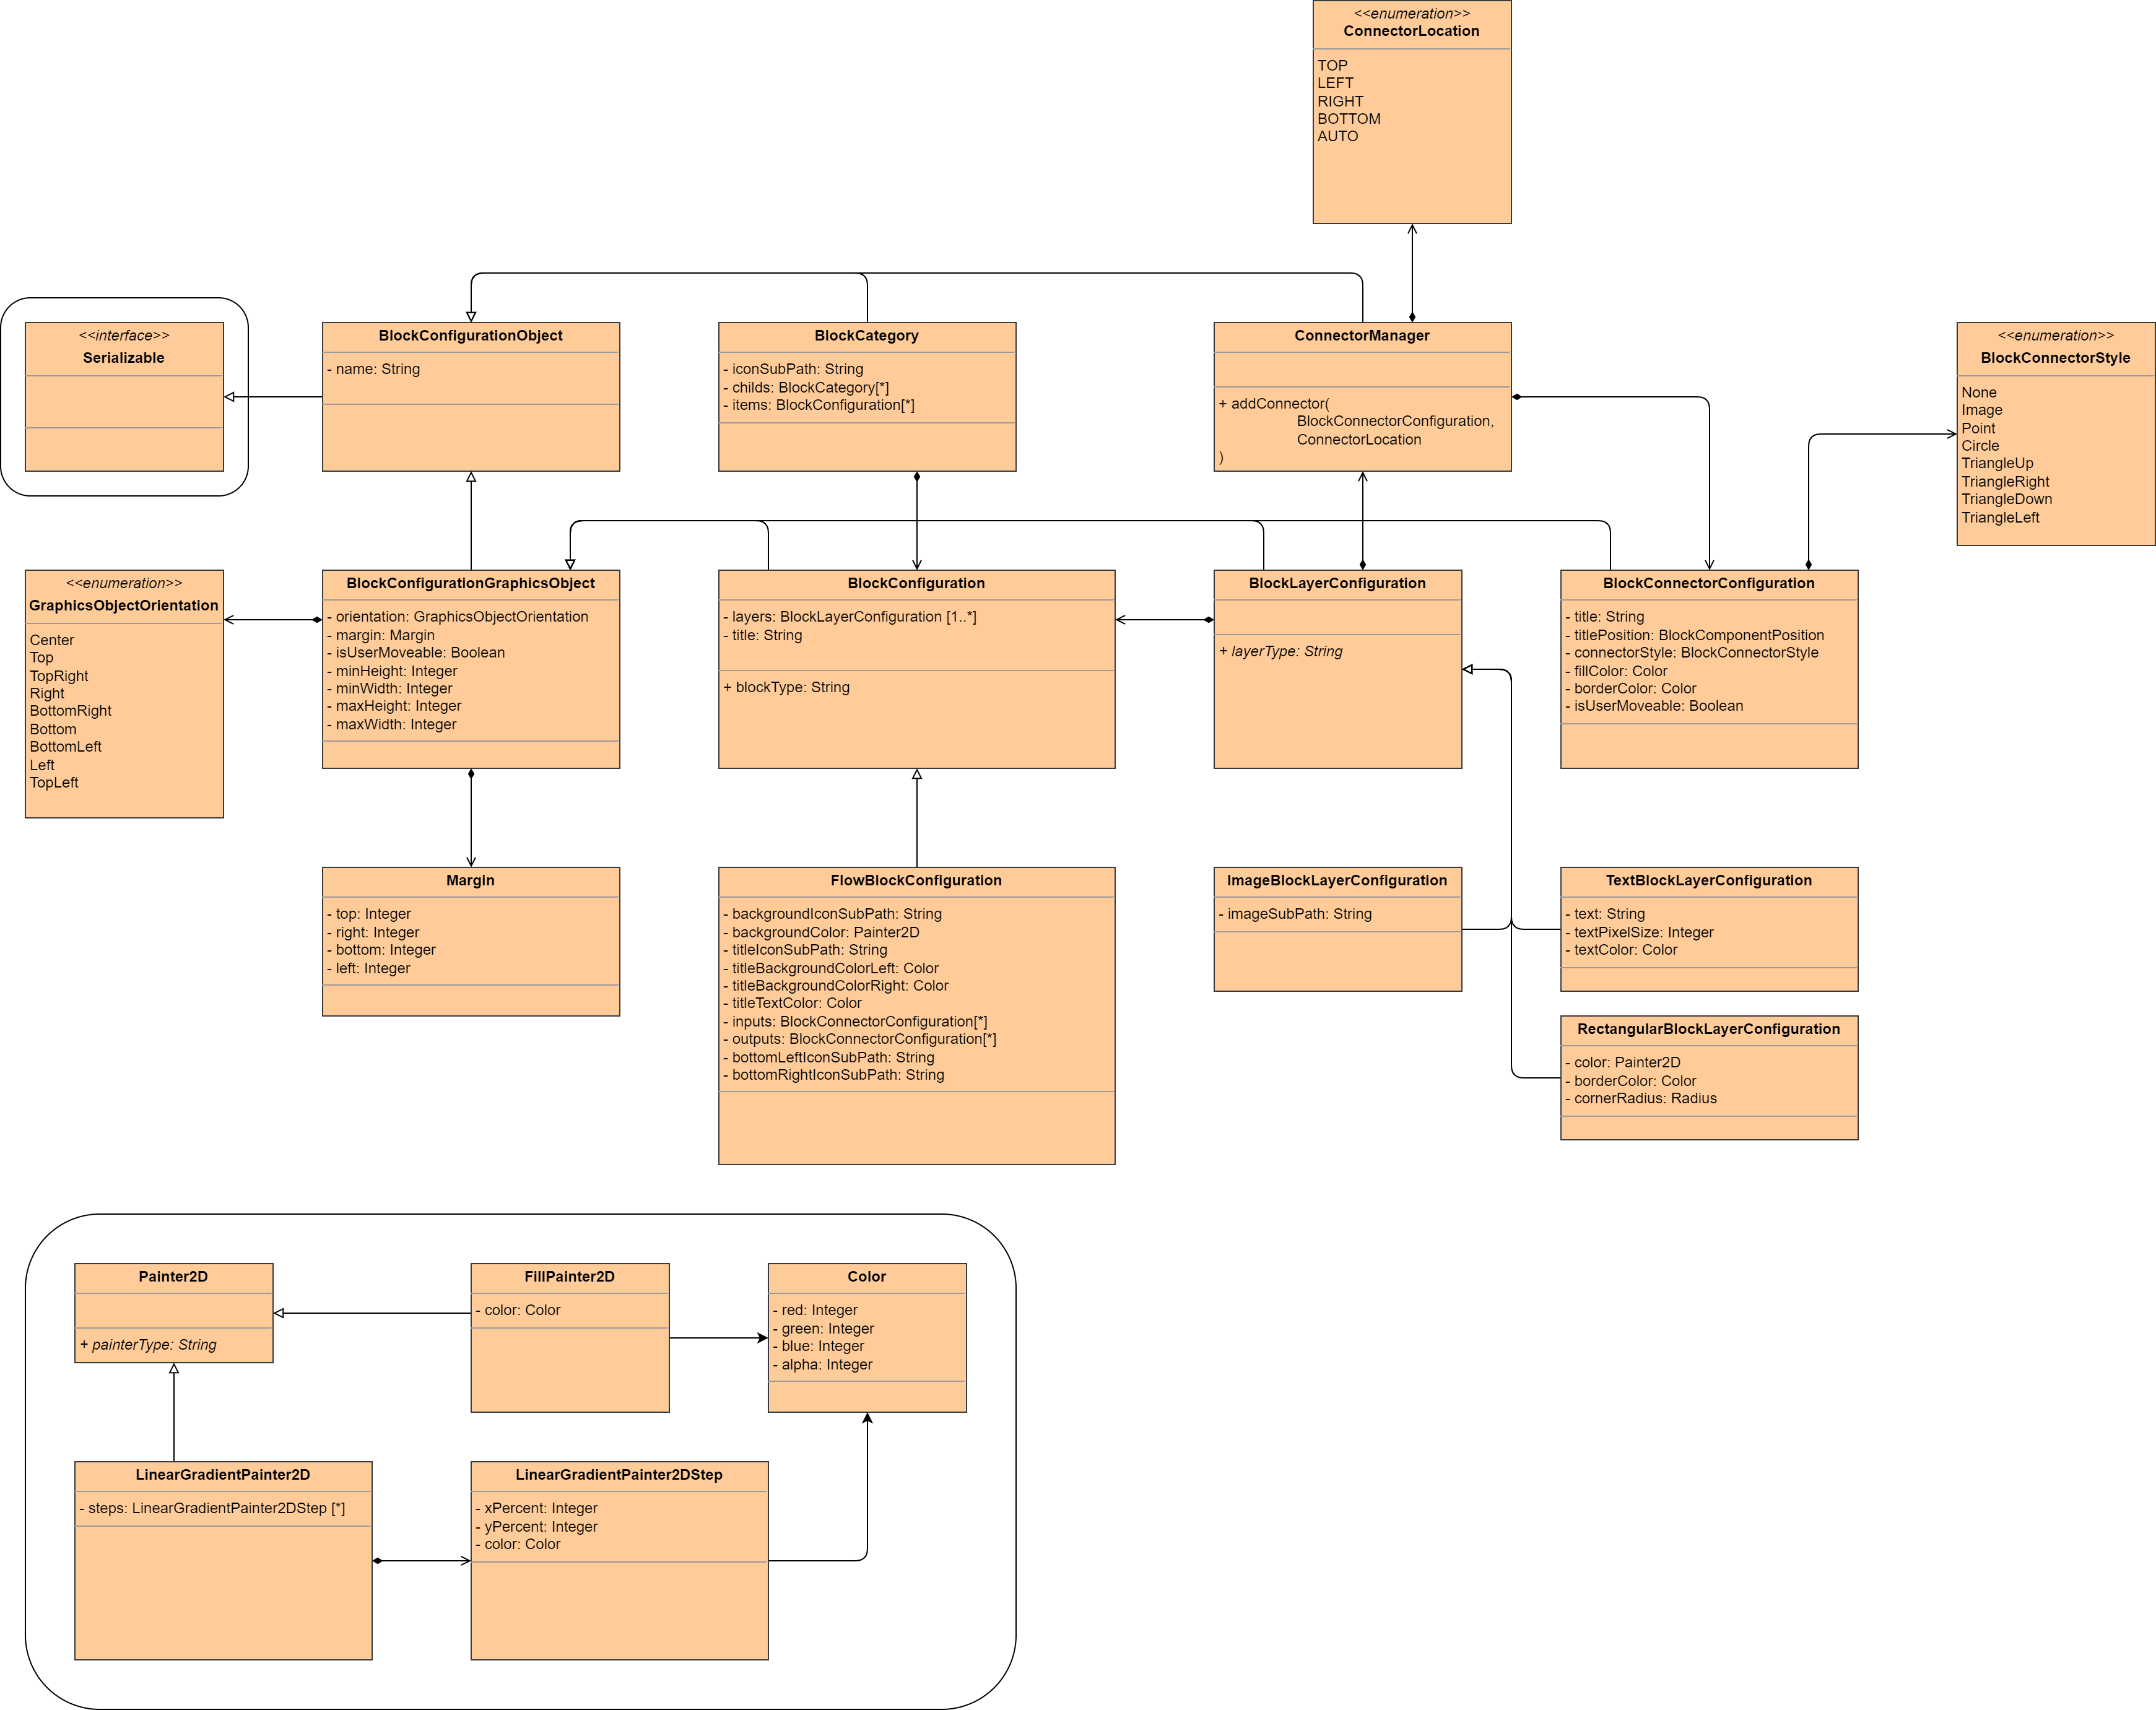 <<enumeration>>
ConnectorLocation
TOP
LEFT
RIGHT
BOTTOM
AUTO
<<interface>>
Serializable
BlockConfigurationObject
- name: String
BlockCategory
- iconSubPath: String
- childs: BlockCategory[*]
- items: BlockConfiguration[*]
ConnectorManager
+ addConnector(
BlockConnectorConfiguration,
ConnectorLocation
)
<<enumeration>>
BlockConnectorStyle
None
Image
Point
Circle
TriangleUp
TriangleRight
TriangleDown
TriangleLeft
<<enumeration>>
GraphicsObjectOrientation
Center
Top
TopRight
Right
BottomRight
Bottom
BottomLeft
Left
TopLeft
BlockConfigurationGraphicsObject
- orientation: GraphicsObjectOrientation
- margin: Margin
- isUserMoveable: Boolean
- minHeight: Integer
- minWidth: Integer
- maxHeight: Integer
- maxWidth: Integer
BlockConfiguration
- layers: BlockLayerConfiguration [1..*]
- title: String
+ blockType: String
BlockLayerConfiguration
+ layerType: String
BlockConnectorConfiguration
- title: String
- titlePosition: BlockComponentPosition
- connectorStyle: BlockConnectorStyle
- fillColor: Color
- borderColor: Color
- isUserMoveable: Boolean
Margin
- top: Integer
- right: Integer
- bottom: Integer
- left: Integer
FlowBlockConfiguration
- backgroundIconSubPath: String
- backgroundColor: Painter2D
- titleIconSubPath: String
- titleBackgroundColorLeft: Color
- titleBackgroundColorRight: Color
- titleTextColor: Color
- inputs: BlockConnectorConfiguration[*]
- outputs: BlockConnectorConfiguration[*]
- bottomLeftIconSubPath: String
- bottomRightIconSubPath: String
ImageBlockLayerConfiguration
- imageSubPath: String
TextBlockLayerConfiguration
- text: String
- textPixelSize: Integer
- textColor: Color
RectangularBlockLayerConfiguration
- color: Painter2D
- borderColor: Color
- cornerRadius: Radius
Painter2D
+ painterType: String
FillPainter2D
- color: Color
Color
- red: Integer
- green: Integer
- blue: Integer
- alpha: Integer
LinearGradientPainter2D
- steps: LinearGradientPainter2DStep [*]
LinearGradientPainter2DStep
- xPercent: Integer
- yPercent: Integer
- color: Color